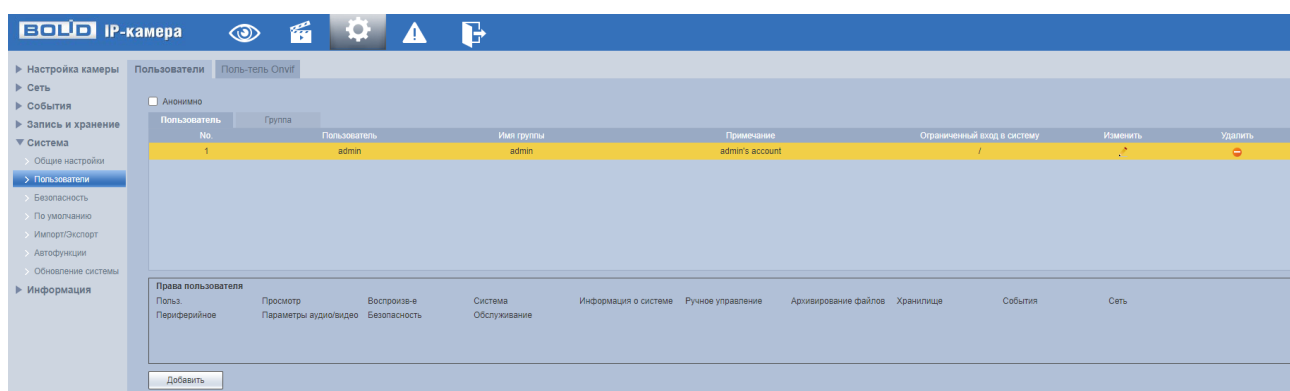 BOLID IP-камера
Настройка камеры
Сеть
События
Запись и хранение
Система
Общие настройки
Пользователи
Безопасность
По умолчанию
Импорт/Экспорт
Автофункции
Обновление системы
Информация
Пользователи Поль-тель Onvif
Анонимно
Пользователь Группа
No. Пользователь Имя группы Примечание Ограниченный вход в систему Изменить Удалить
1 admin admin admin's account /
Права пользователя
Польз. Просмотр Воспроизв-е Система Информация о системе Ручное управление Архивирование файлов Хранилище События Сеть
Периферийное Параметры аудио/видео Безопасность Обслуживание
Добавить